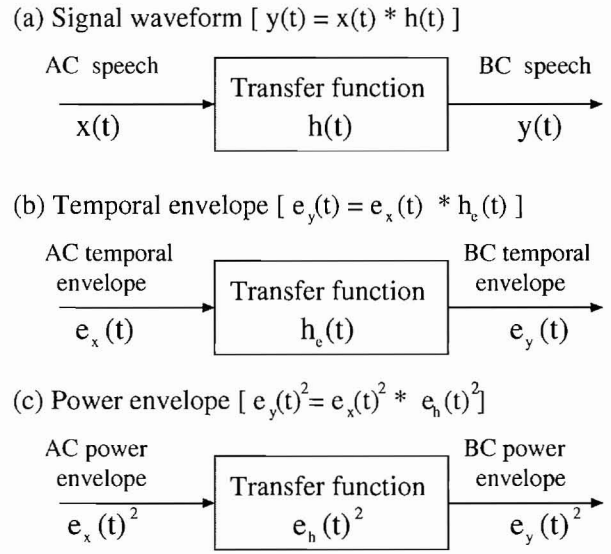 (a) Signal waveform [ y(t) = x(t) * h(t) ]
AC speech
Transfer function
BC speech
x(t)
h(t)
y(t)
(b) Temporal envelope [ e_y(t) = e_x(t) * h_e(t) ]
AC temporal
envelope
Transfer function
BC temporal
envelope
e_x(t)
h_e(t)
e_y(t)
(c) Power envelope [ e_y(t)^2 = e_x(t)^2 * e_h(t)^2]
AC power
envelope
Transfer function
BC power
envelope
e_x(t)^2
e_h(t)^2
e_y(t)^2